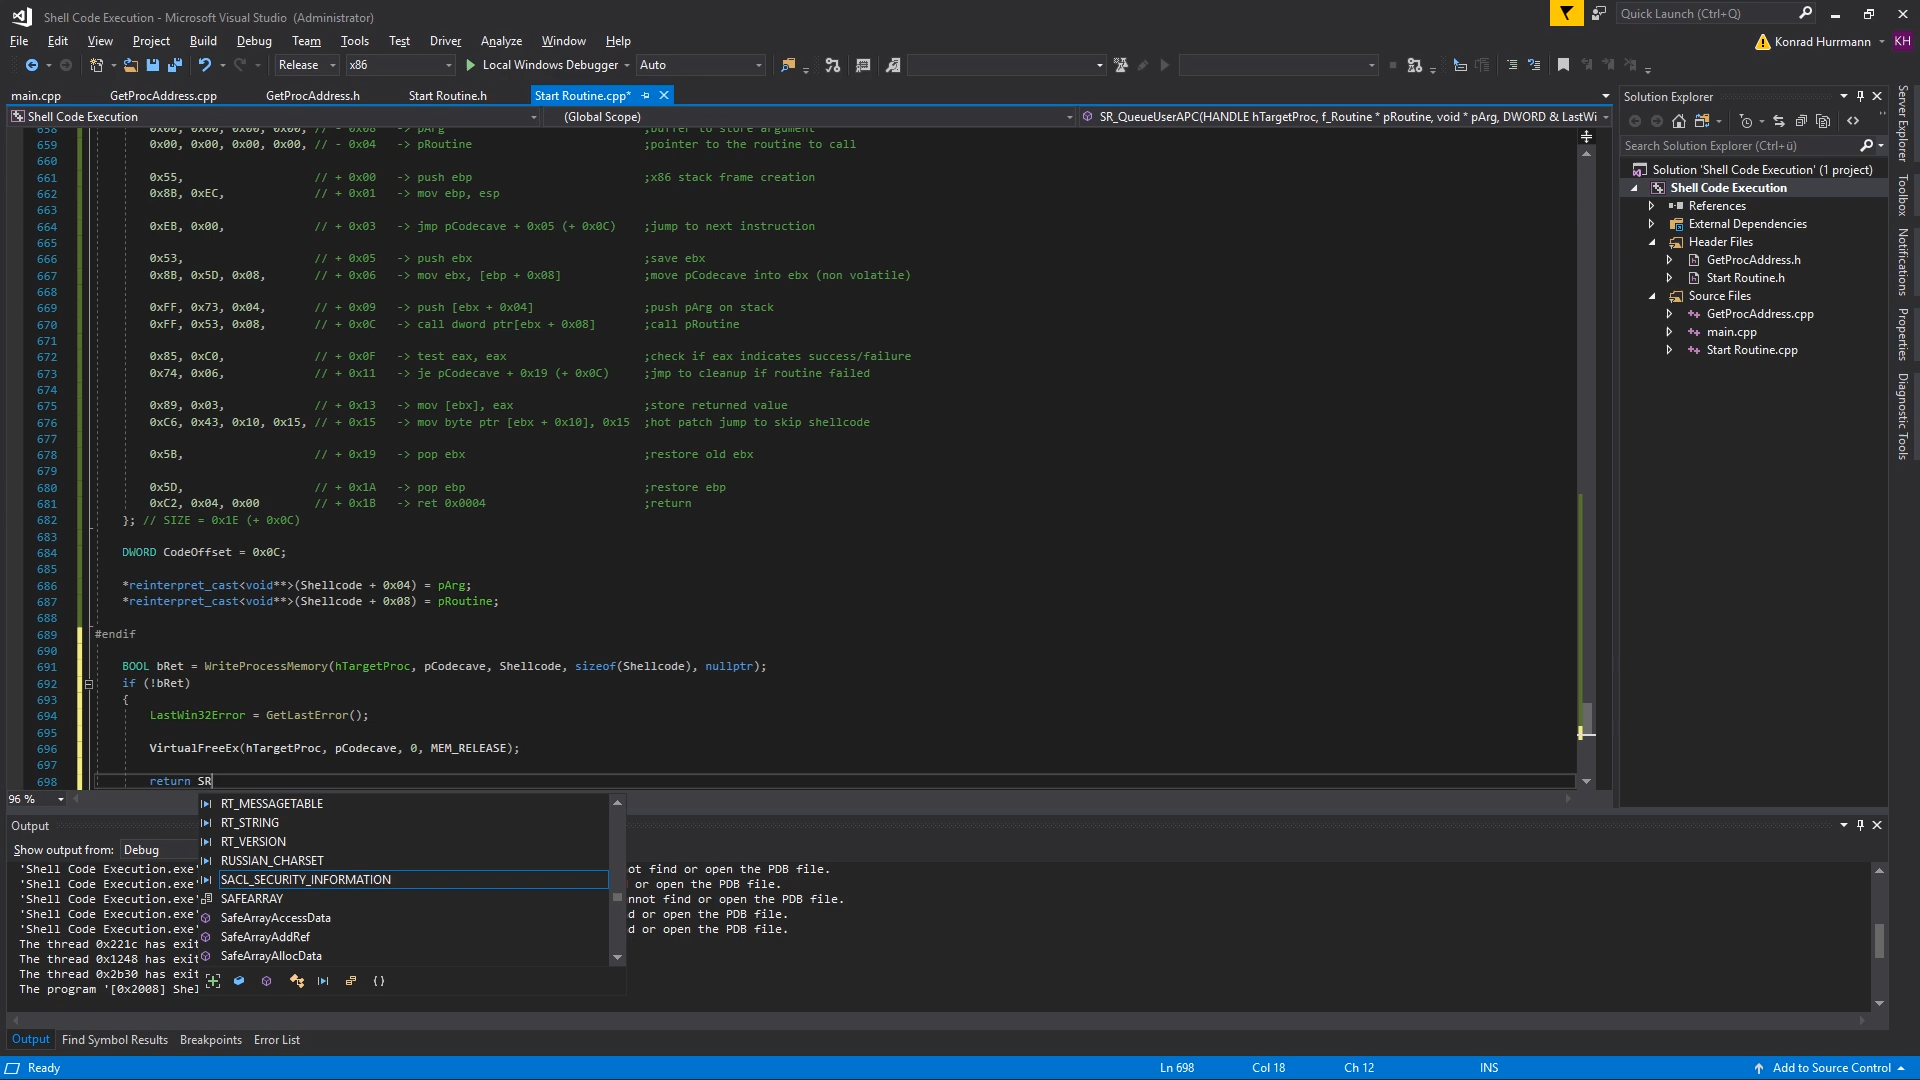 Shell Code Execution - Microsoft Visual Studio (Administrator)
Quick Launch (Ctrl+Q)
File Edit View Project Build Debug Team Tools Test Driver Analyze Window Help
Konrad Hurrmann KH
Release x86 Local Windows Debugger Auto
main.cpp GetProcAddress.cpp GetProcAddress.h Start Routine.h Start Routine.cpp*
Shell Code Execution (Global Scope) SR_QueueUserAPC(HANDLE hTargetProc, f_Routine * pRoutine, void * pArg, DWORD & LastWi
658 0x00, 0x00, 0x00, 0x00, // - 0x08 -> pArg ;buffer to store argument
659 0x00, 0x00, 0x00, 0x00, // - 0x04 -> pRoutine ;pointer to the routine to call
660
661 0x55, // + 0x00 -> push ebp ;x86 stack frame creation
662 0x8B, 0xEC, // + 0x01 -> mov ebp, esp
663
664 0xEB, 0x00, // + 0x03 -> jmp pCodecave + 0x05 (+ 0x0C) ;jump to next instruction
665
666 0x53, // + 0x05 -> push ebx ;save ebx
667 0x8B, 0x5D, 0x08, // + 0x06 -> mov ebx, [ebp + 0x08] ;move pCodecave into ebx (non volatile)
668
669 0xFF, 0x73, 0x04, // + 0x09 -> push [ebx + 0x04] ;push pArg on stack
670 0xFF, 0x53, 0x08, // + 0x0C -> call dword ptr[ebx + 0x08] ;call pRoutine
671
672 0x85, 0xC0, // + 0x0F -> test eax, eax ;check if eax indicates success/failure
673 0x74, 0x06, // + 0x11 -> je pCodecave + 0x19 (+ 0x0C) ;jmp to cleanup if routine failed
674
675 0x89, 0x03, // + 0x13 -> mov [ebx], eax ;store returned value
676 0xC6, 0x43, 0x10, 0x15, // + 0x15 -> mov byte ptr [ebx + 0x10], 0x15 ;hot patch jump to skip shellcode
677
678 0x5B, // + 0x19 -> pop ebx ;restore old ebx
679
680 0x5D, // + 0x1A -> pop ebp ;restore ebp
681 0xC2, 0x04, 0x00 // + 0x1B -> ret 0x0004 ;return
682 }; // SIZE = 0x1E (+ 0x0C)
683
684 DWORD CodeOffset = 0x0C;
685
686 *reinterpret_cast<void**>(Shellcode + 0x04) = pArg;
687 *reinterpret_cast<void**>(Shellcode + 0x08) = pRoutine;
688
689 #endif
690
691 BOOL bRet = WriteProcessMemory(hTargetProc, pCodecave, Shellcode, sizeof(Shellcode), nullptr);
692 if (!bRet)
693 {
694 LastWin32Error = GetLastError();
695
696 VirtualFreeEx(hTargetProc, pCodecave, 0, MEM_RELEASE);
697
698 return SR
96 %
RT_MESSAGETABLE
RT_STRING
RT_VERSION
RUSSIAN_CHARSET
SACL_SECURITY_INFORMATION
SAFEARRAY
SafeArrayAccessData
SafeArrayAddRef
SafeArrayAllocData
Output
Show output from: Debug
'Shell Code Execution.exe' not find or open the PDB file.
'Shell Code Execution.exe' or open the PDB file.
'Shell Code Execution.exe' nnot find or open the PDB file.
'Shell Code Execution.exe' d or open the PDB file.
'Shell Code Execution.exe' d or open the PDB file.
The thread 0x221c has exit
The thread 0x1248 has exit
The thread 0x2b30 has exit
The program '[0x2008] Shel
Output Find Symbol Results Breakpoints Error List
Ready Ln 698 Col 18 Ch 12 INS Add to Source Control
Solution Explorer
Search Solution Explorer (Ctrl+ü)
Solution 'Shell Code Execution' (1 project)
Shell Code Execution
References
External Dependencies
Header Files
GetProcAddress.h
Start Routine.h
Source Files
GetProcAddress.cpp
main.cpp
Start Routine.cpp
Server Explorer
Toolbox
Notifications
Properties
Diagnostic Tools